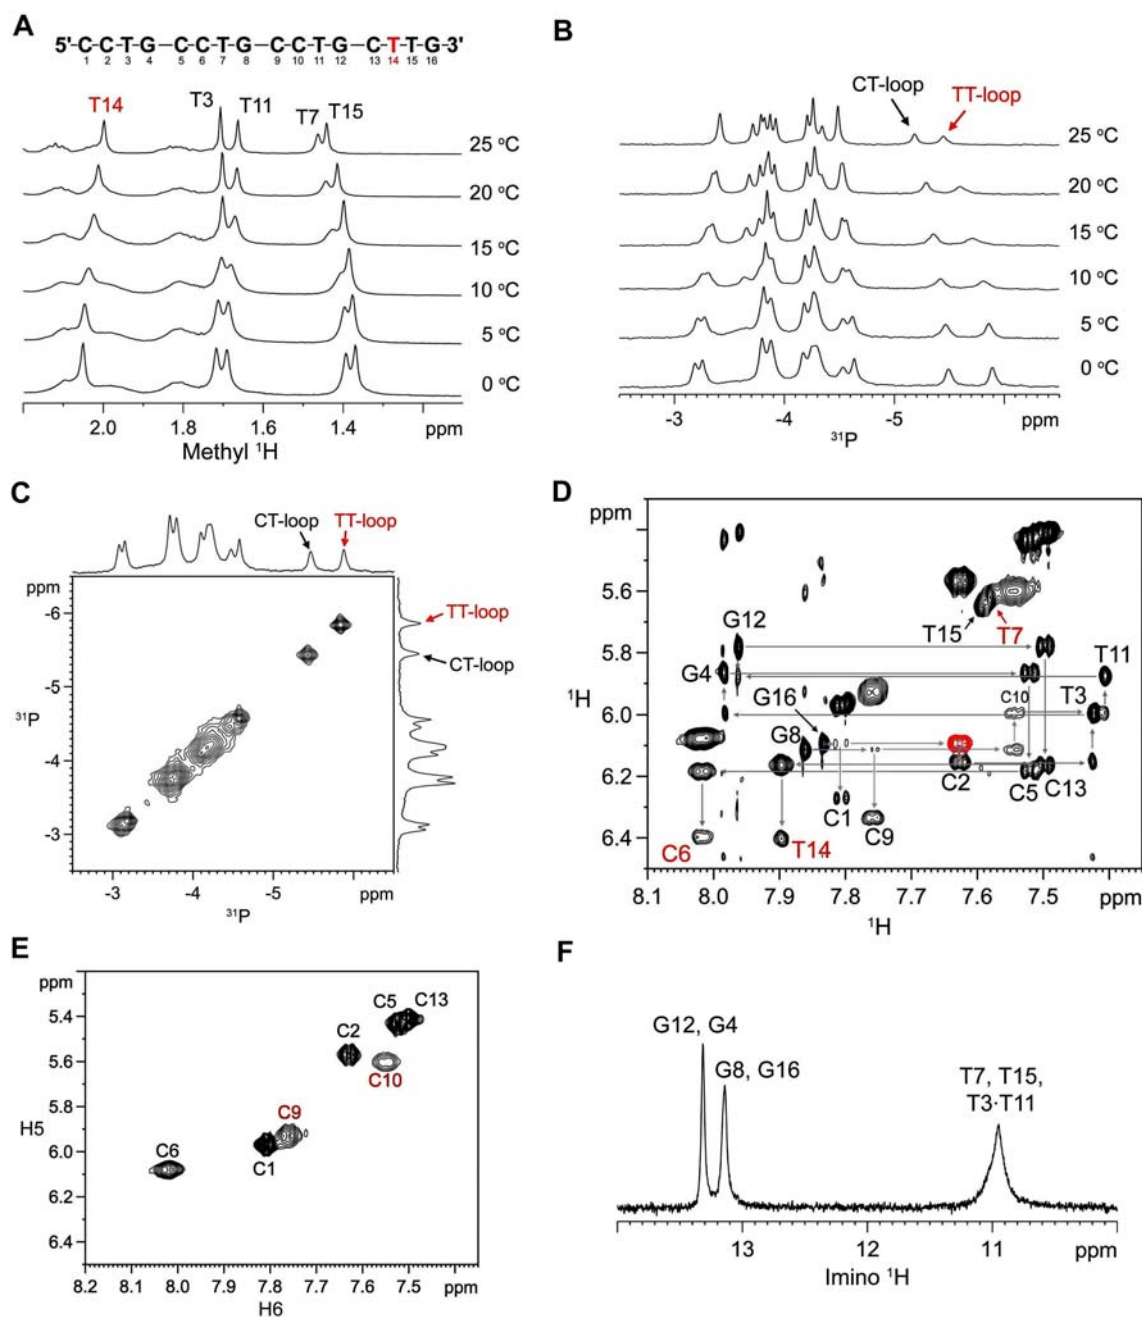 A
5'-C-C-T-G-C-C-T-G-C-C-T-G-C-T-T-G-3'
1 2 3 4 5 6 7 8 9 10 11 12 13 14 15 16
T14 T3 T11 T7 T15
25 °C
20 °C
15 °C
10 °C
5 °C
0 °C
2.0 1.8 1.6 1.4 ppm
Methyl ¹H
B
CT-loop TT-loop
25 °C
20 °C
15 °C
10 °C
5 °C
0 °C
-3 -4 -5 ppm
³¹P
C
CT-loop TT-loop
ppm
-6
-5
³¹P
-4
-3
TT-loop
CT-loop
-3 -4 -5 ppm
³¹P
D
ppm
5.6
5.8
¹H
6.0
6.2
6.4
G12
T15 T7
T11
G4
C10 T3
G16
G8
C2 C5 C13
C1 C9
C6 T14
8.1 8.0 7.9 7.8 7.7 7.6 7.5 ppm
¹H
E
ppm
5.4
5.6
5.8
H5
6.0
6.2
6.4
C5 C13
C2
C10
C9
C6 C1
8.2 8.1 8.0 7.9 7.8 7.7 7.6 7.5 ppm
H6
F
G12, G4
G8, G16
T7, T15,
T3·T11
13 12 11 ppm
Imino ¹H